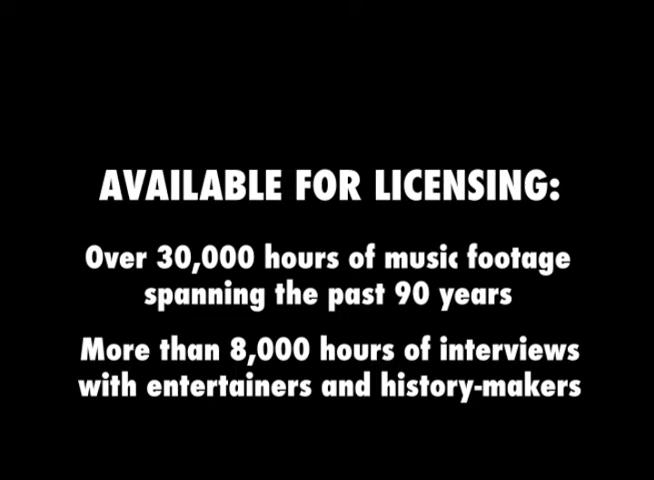 AVAILABLE FOR LICENSING:
Over 30,000 hours of music footage
spanning the past 90 years
More than 8,000 hours of interviews
with entertainers and history-makers